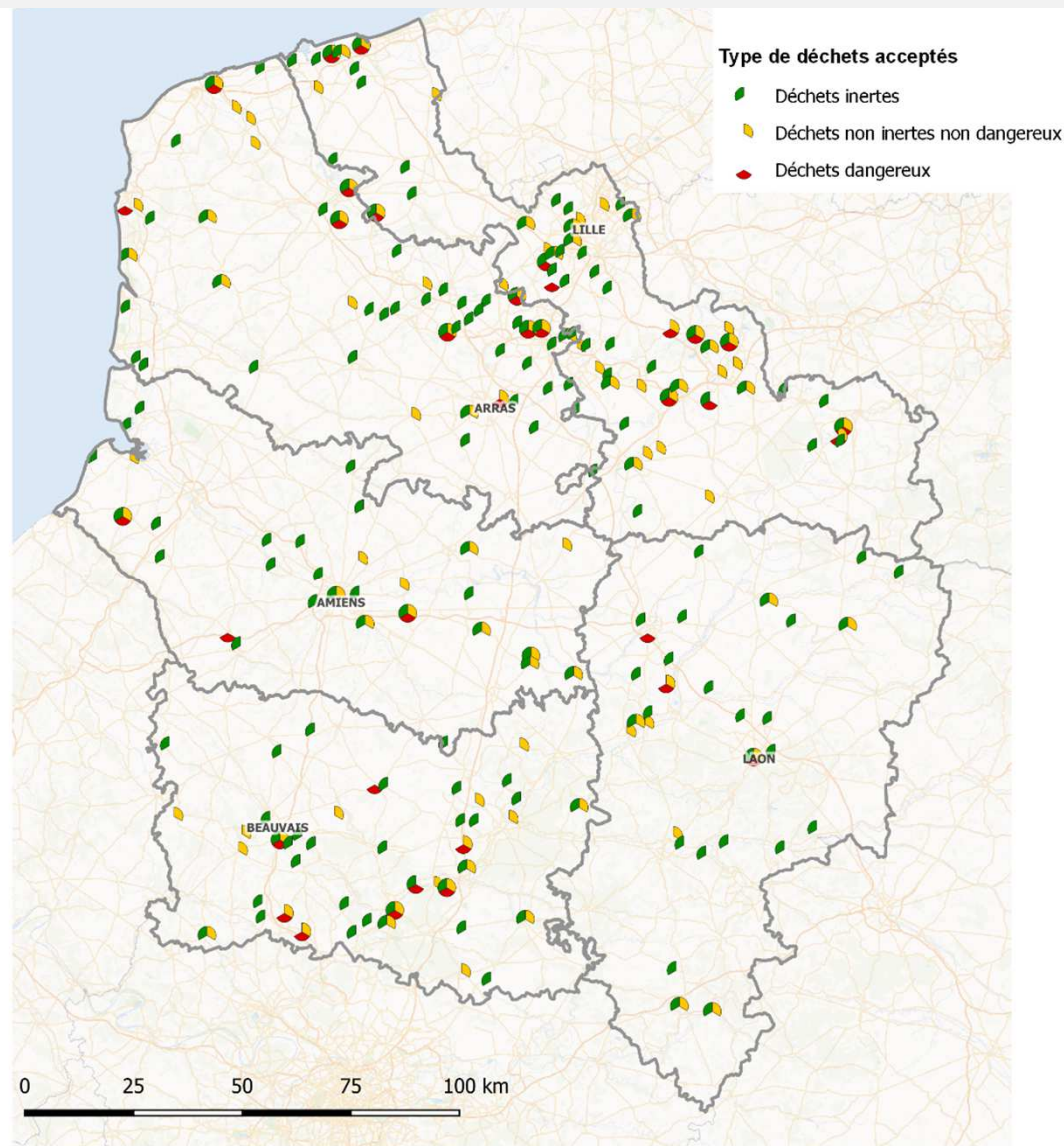 Type de déchets acceptés
Déchets inertes
Déchets non inertes non dangereux
Déchets dangereux
LILLE
ARRAS
AMIENS
LAON
BEAUVAIS
0 25 50 75 100 km